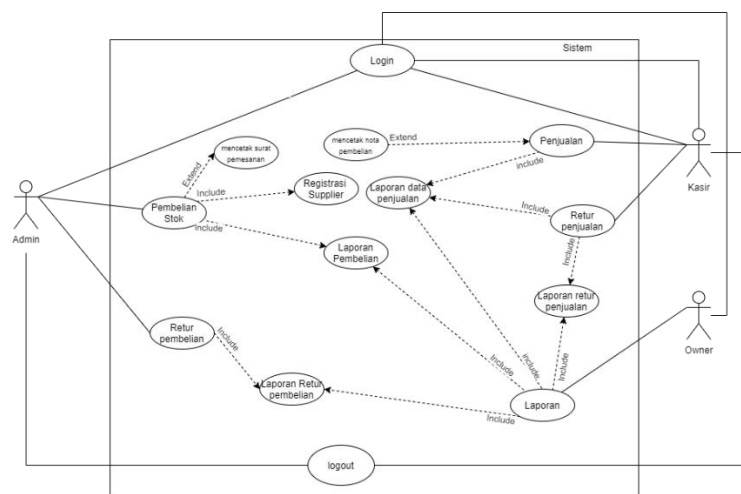 Sistem
Login
mencetak surat
pemesanan
mencetak nota
pembelian
Extend
Penjualan
Extend
include
Include
Registrasi
Supplier
Laporan data
penjualan
Kasir
Admin
Pembelian
Stok
Include
Include
Retur
penjualan
Laporan
Pembelian
Include
Laporan retur
penjualan
Retur
pembelian
Include
Owner
Include
include
Include
Laporan Retur
pembelian
Laporan
Include
logout